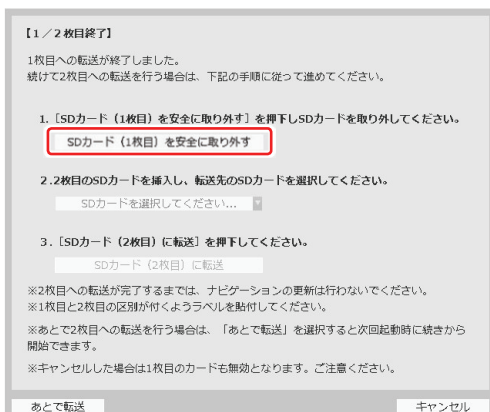 【1／2枚目終了】
1枚目への転送が終了しました。
続けて2枚目への転送を行う場合は、下記の手順に従って進めてください。
1.［SDカード（1枚目）を安全に取り外す］を押下しSDカードを取り外してください。
SDカード（1枚目）を安全に取り外す
2.2枚目のSDカードを挿入し、転送先のSDカードを選択してください。
SDカードを選択してください...
3.［SDカード（2枚目）に転送］を押下してください。
SDカード（2枚目）に転送
※2枚目への転送が完了するまでは、ナビゲーションの更新は行わないでください。
※1枚目と2枚目の区別が付くようラベルを貼付してください。
※あとで2枚目への転送を行う場合は、「あとで転送」を選択すると次回起動時に続きから
開始できます。
※キャンセルした場合は1枚目のカードも無効となります。ご注意ください。
あとで転送
キャンセル